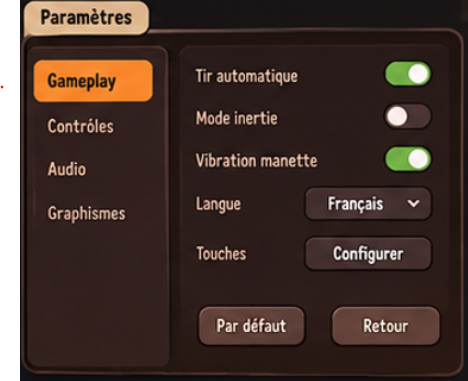 Paramètres
Gameplay
Contrôles
Audio
Graphismes
Tir automatique
Mode inertie
Vibration manette
Langue
Français
Touches
Configurer
Par défaut
Retour